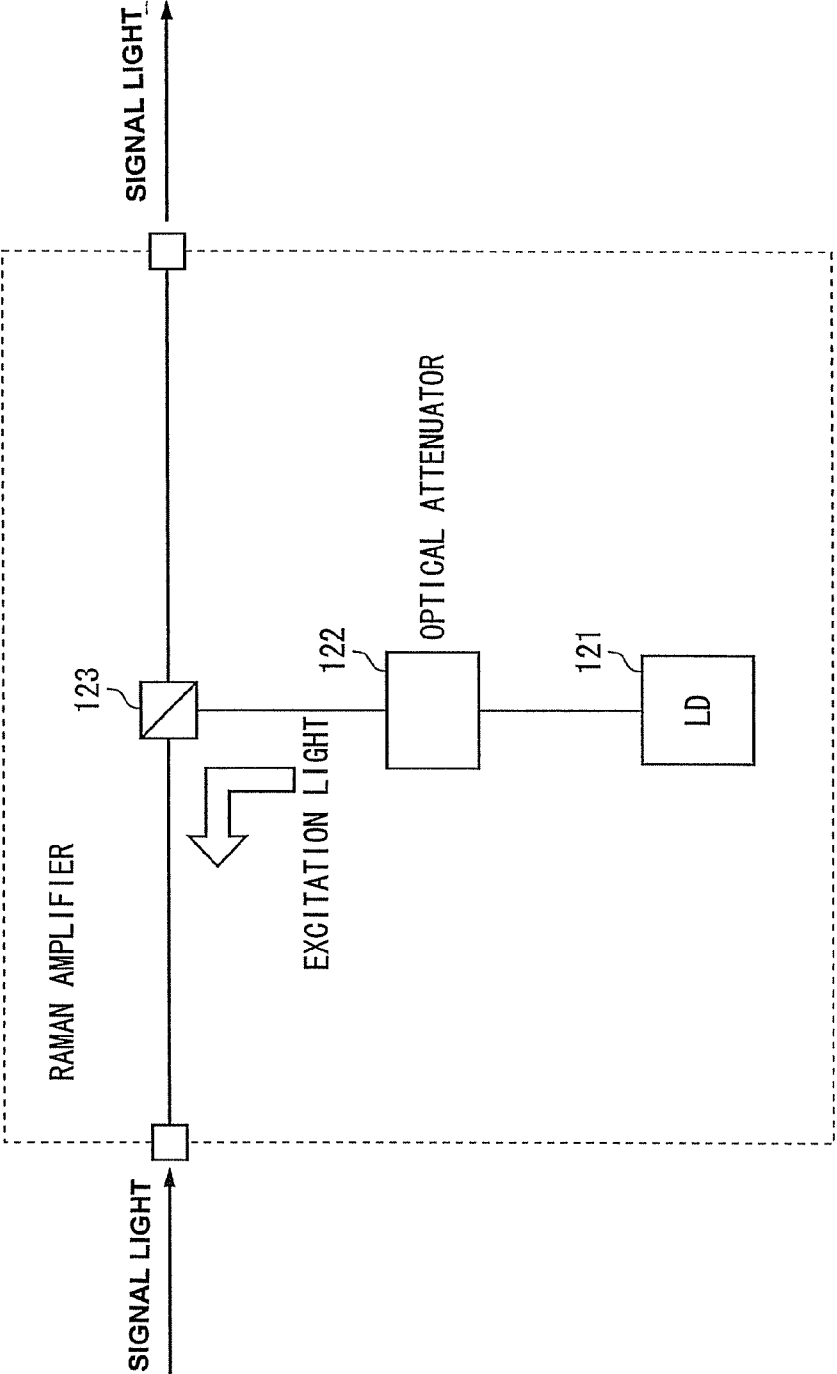 RAMAN AMPLIFIER
SIGNAL LIGHT
SIGNAL LIGHT
123
EXCITATION LIGHT
122
OPTICAL ATTENUATOR
121
LD